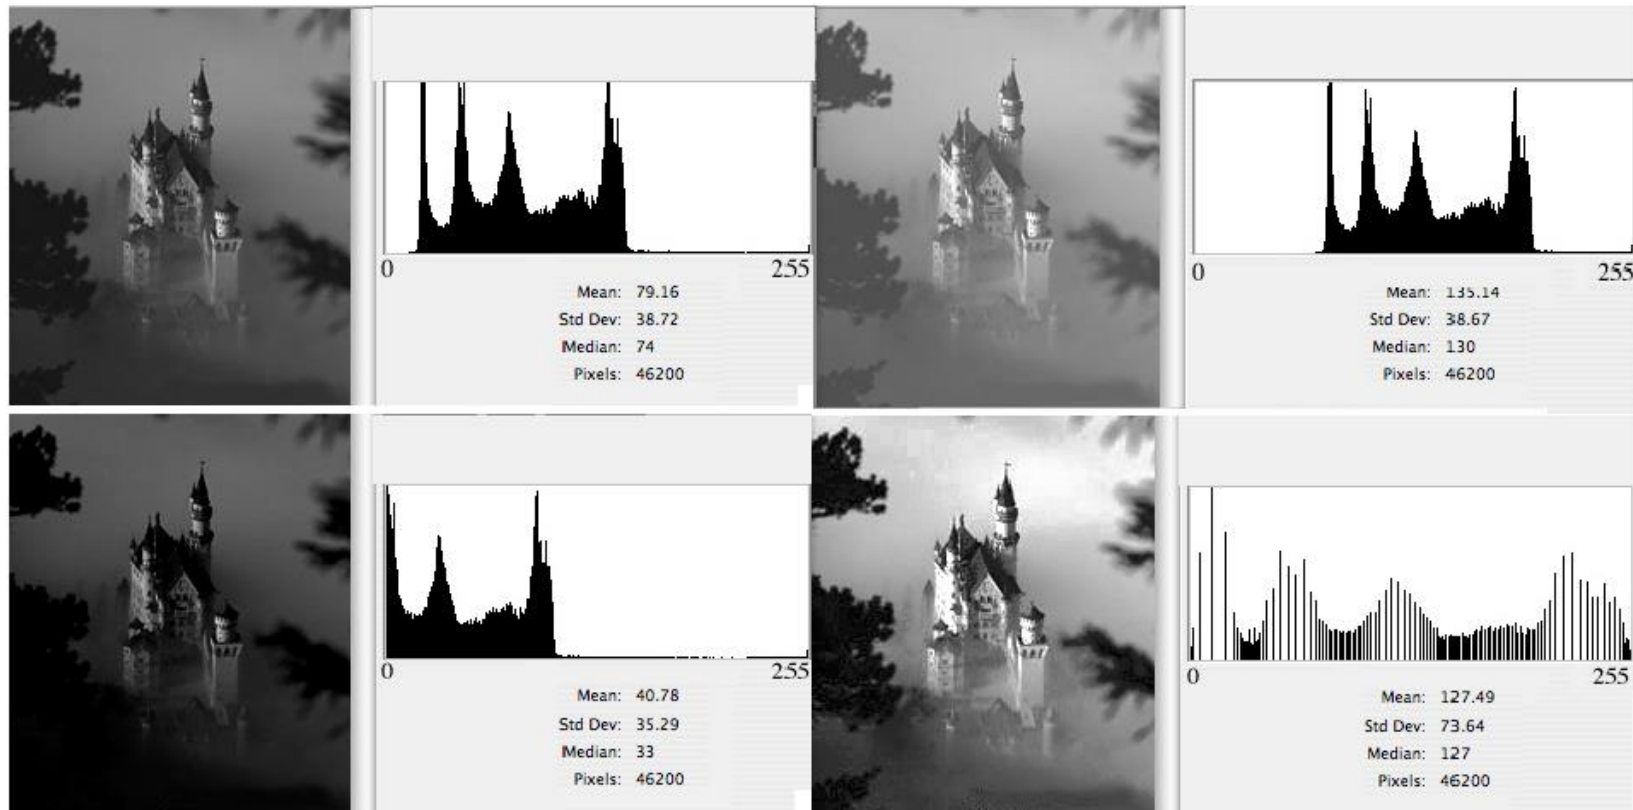 0 255
Mean: 79.16
Std Dev: 38.72
Median: 74
Pixels: 46200
0 255
Mean: 135.14
Std Dev: 38.67
Median: 130
Pixels: 46200
0 255
Mean: 40.78
Std Dev: 35.29
Median: 33
Pixels: 46200
0 255
Mean: 127.49
Std Dev: 73.64
Median: 127
Pixels: 46200